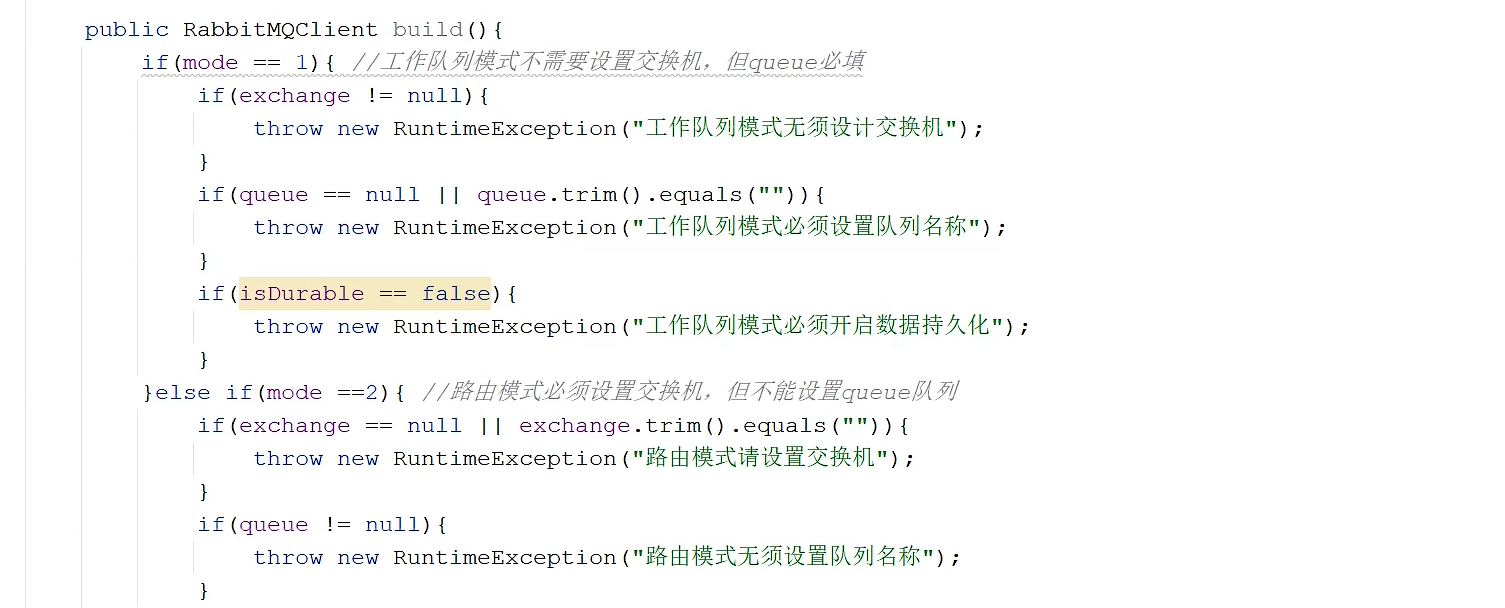 public RabbitMQClient build(){
if(mode == 1){ //工作队列模式不需要设置交换机，但queue必填
if(exchange != null){
throw new RuntimeException("工作队列模式无须设计交换机");
}
if(queue == null || queue.trim().equals("")){
throw new RuntimeException("工作队列模式必须设置队列名称");
}
if(isDurable == false){
throw new RuntimeException("工作队列模式必须开启数据持久化");
}
}else if(mode ==2){ //路由模式必须设置交换机，但不能设置queue队列
if(exchange == null || exchange.trim().equals("")){
throw new RuntimeException("路由模式请设置交换机");
}
if(queue != null){
throw new RuntimeException("路由模式无须设置队列名称");
}